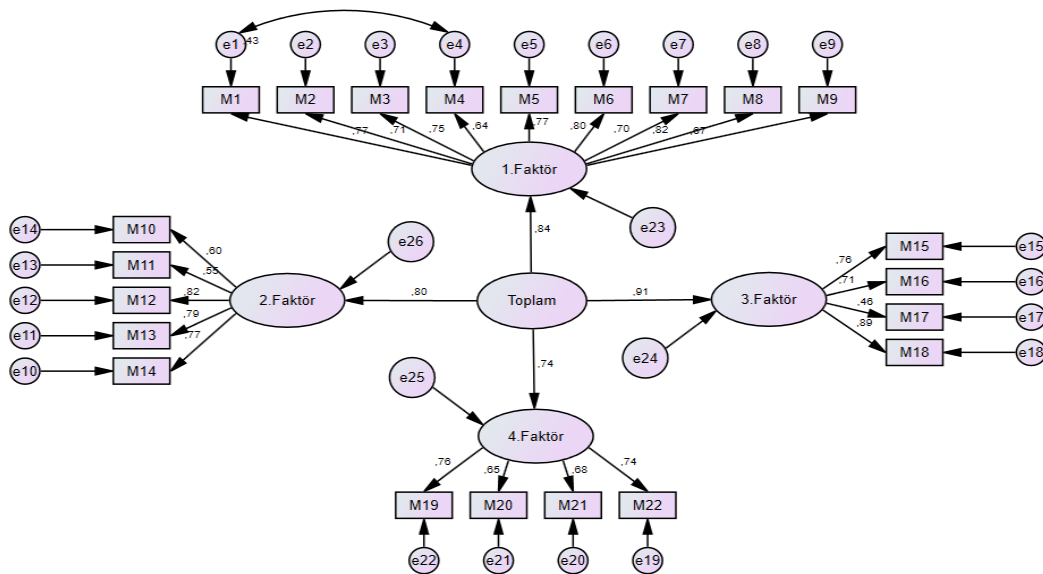 e1 e2 e3 e4 e5 e6 e7 e8 e9
,43
M1 M2 M3 M4 M5 M6 M7 M8 M9
,77 ,71 ,75 ,64 ,77 ,80 ,70 ,82 ,67
1.Faktör
e23
,84
e14 M10
e13 M11
e12 M12
e11 M13
e10 M14
,60
,55
,82
,79
,77
2.Faktör
e26
,80
Toplam
,91
3.Faktör
e24
,76
,71
,46
,89
M15 e15
M16 e16
M17 e17
M18 e18
,74
e25
4.Faktör
,76 ,65 ,68 ,74
M19 M20 M21 M22
e22 e21 e20 e19